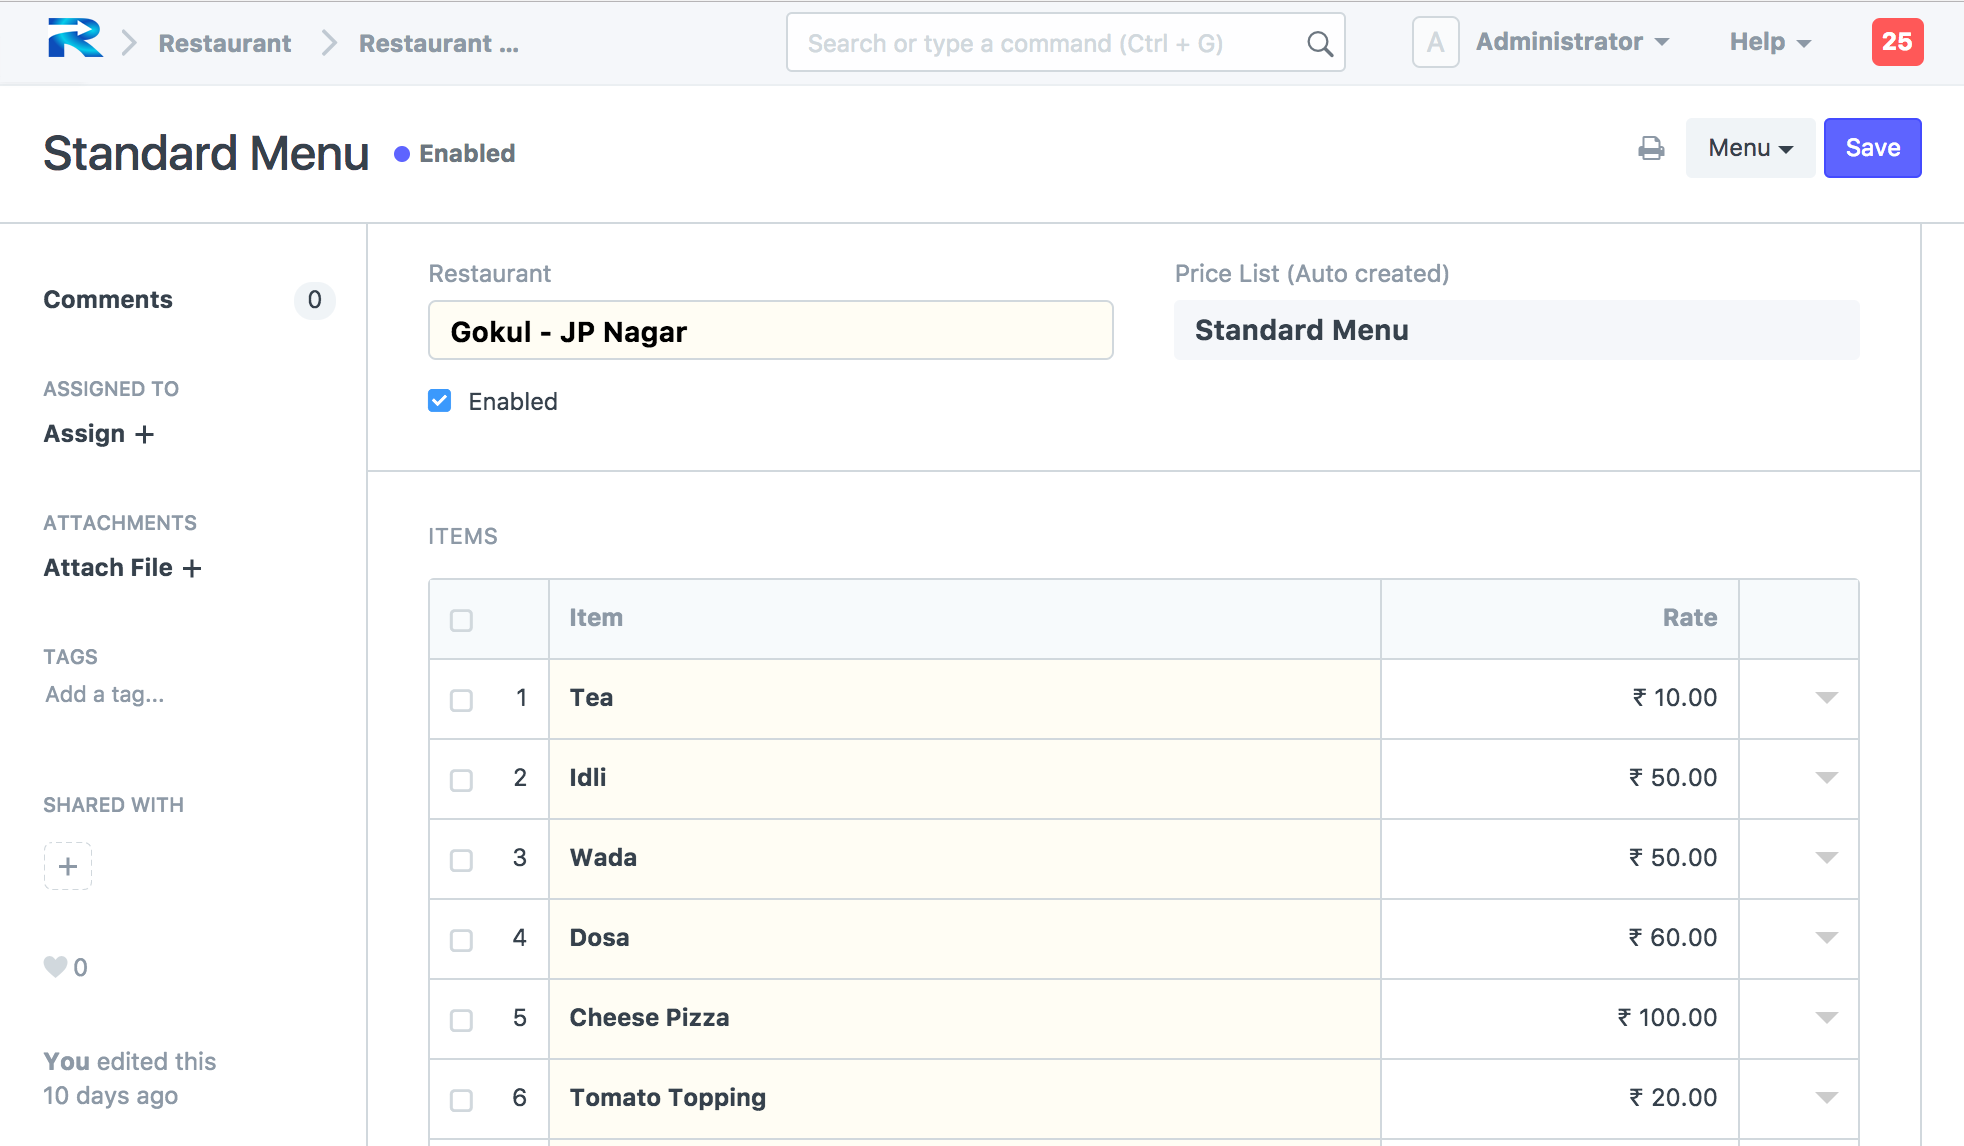 Restaurant
Restaurant ...
Search or type a command (Ctrl + G)
A
Administrator
Help
25
Standard Menu
Enabled
Menu
Save
Comments
0
ASSIGNED TO
Assign +
ATTACHMENTS
Attach File +
TAGS
Add a tag...
SHARED WITH
+
0
You edited this
10 days ago
Restaurant
Gokul - JP Nagar
Enabled
Price List (Auto created)
Standard Menu
ITEMS
Item Rate
1 Tea ₹ 10.00
2 Idli ₹ 50.00
3 Wada ₹ 50.00
4 Dosa ₹ 60.00
5 Cheese Pizza ₹ 100.00
6 Tomato Topping ₹ 20.00